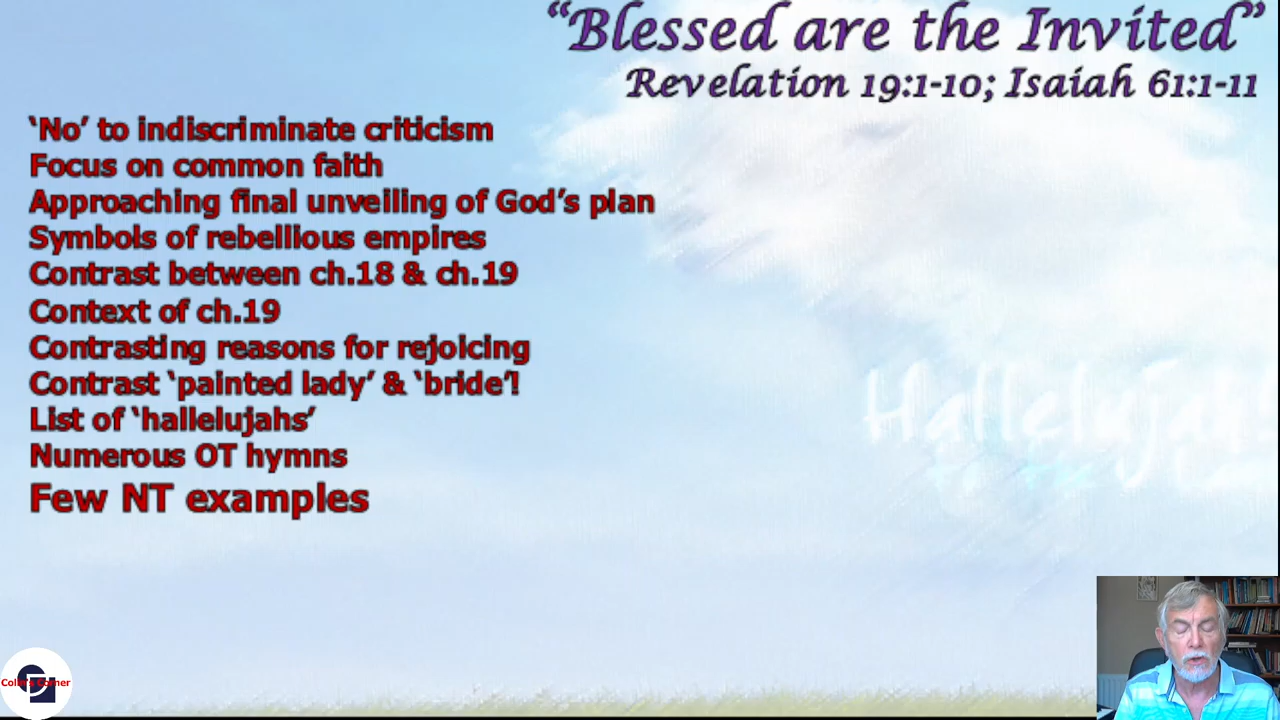 “Blessed are the Invited”
Revelation 19:1-10; Isaiah 61:1-11
‘No’ to indiscriminate criticism
Focus on common faith
Approaching final unveiling of God’s plan
Symbols of rebellious empires
Contrast between ch.18 & ch.19
Context of ch.19
Contrasting reasons for rejoicing
Contrast ‘painted lady’ & ‘bride’!
List of ‘hallelujahs’
Numerous OT hymns
Few NT examples
Hallelujah
Corner